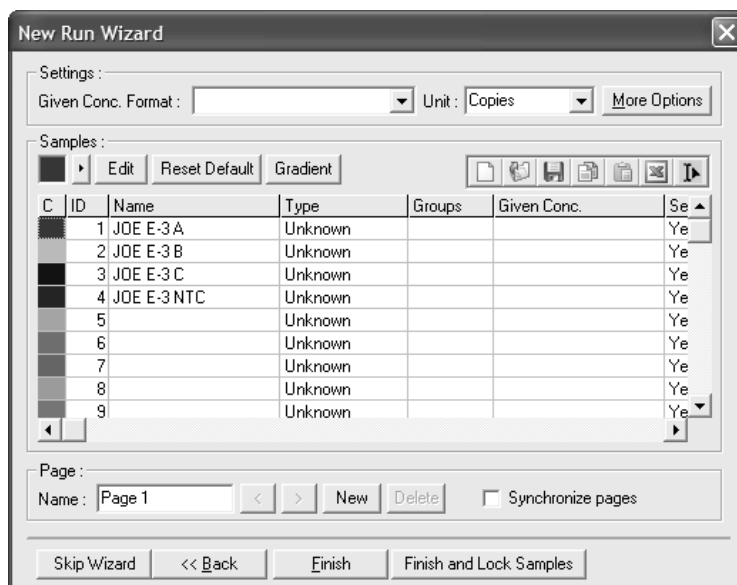 New Run Wizard
Settings :
Given Conc. Format : Unit : Copies More Options
Samples :
Edit Reset Default Gradient
C ID Name Type Groups Given Conc. Se
1 JOE E-3 A Unknown Ye
2 JOE E-3 B Unknown Ye
3 JOE E-3 C Unknown Ye
4 JOE E-3 NTC Unknown Ye
5 Unknown Ye
6 Unknown Ye
7 Unknown Ye
8 Unknown Ye
9 Unknown Ye
Page :
Name : Page 1 < > New Delete Synchronize pages
Skip Wizard << Back Finish Finish and Lock Samples